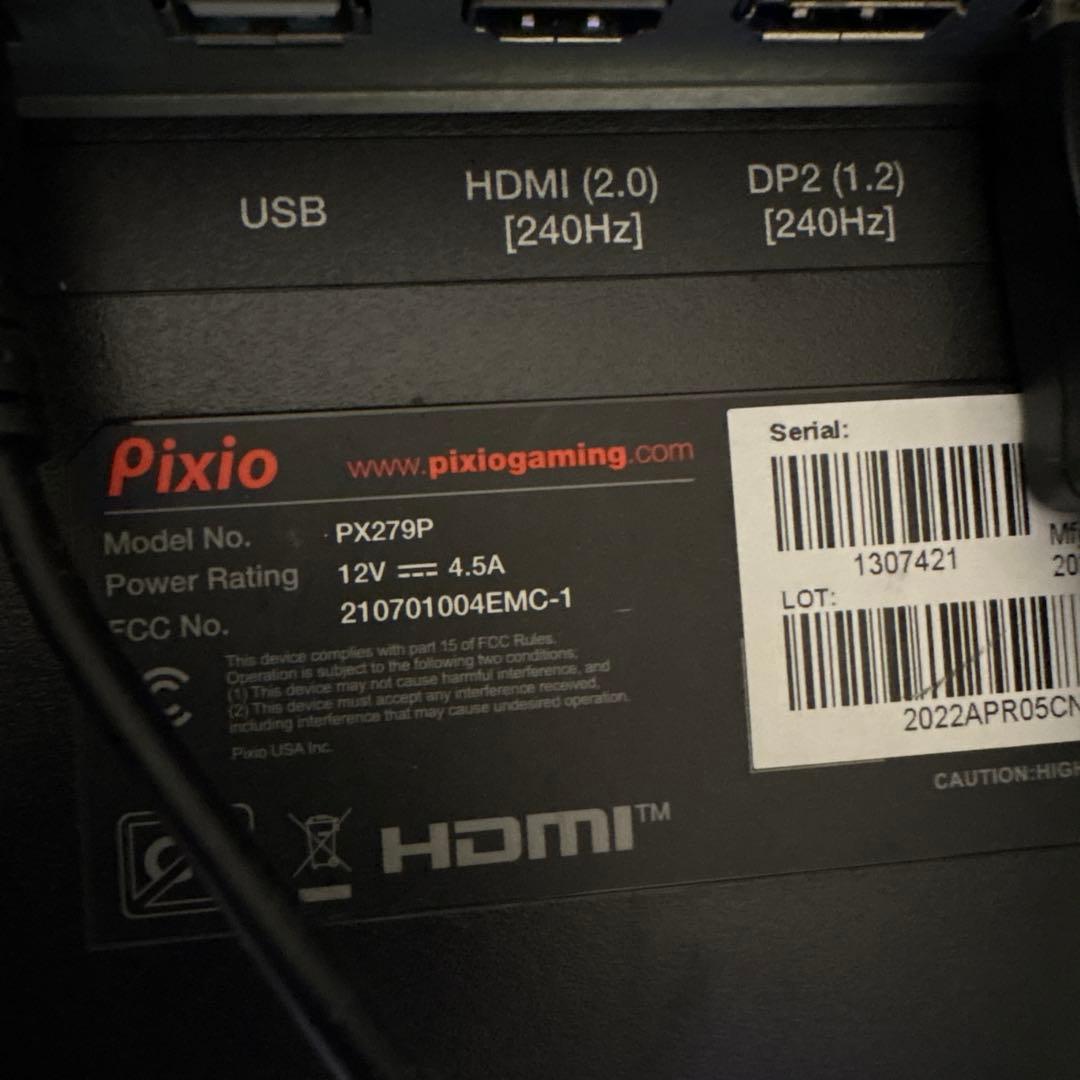 USB
HDMI (2.0)
[240Hz]
DP2 (1.2)
[240Hz]
Pixio
www.pixiogaming.com
Model No. PX279P
Power Rating 12V 4.5A
FCC No. 210701004EMC-1
This device complies with part 15 of FCC Rules.
Operation is subject to the following two conditions;
(1) This device may not cause harmful interference, and
(2) This device must accept any interference received,
including interference that may cause undesired operation.
Pixio USA Inc.
HDMI™
Serial:
1307421
LOT:
2022APR05CN
CAUTION:HIGH